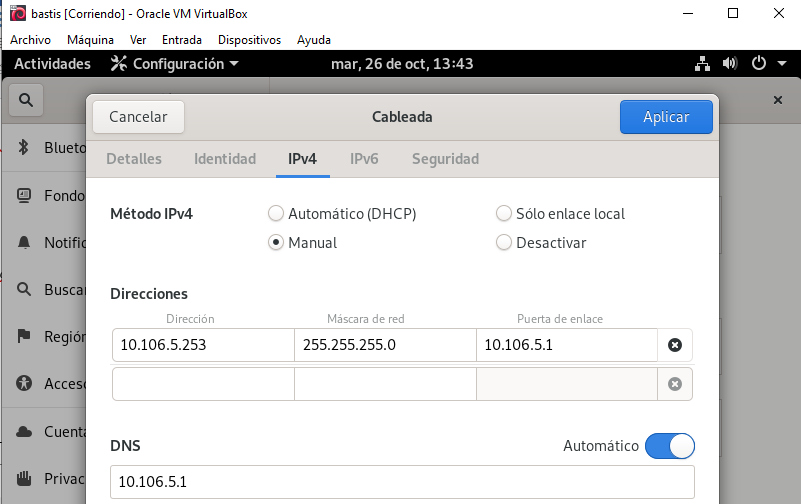 bastis [Corriendo] - Oracle VM VirtualBox
Archivo Máquina Ver Entrada Dispositivos Ayuda
Actividades Configuración mar, 26 de oct, 13:43
Cancelar Cableada Aplicar
Detalles Identidad IPv4 IPv6 Seguridad
Blueto
Fondo
Notific
Buscar
Región
Acceso
Cuenta
Privac
Método IPv4 Automático (DHCP) Sólo enlace local
Manual Desactivar
Direcciones
Dirección Máscara de red Puerta de enlace
10.106.5.253 255.255.255.0 10.106.5.1
DNS Automático
10.106.5.1